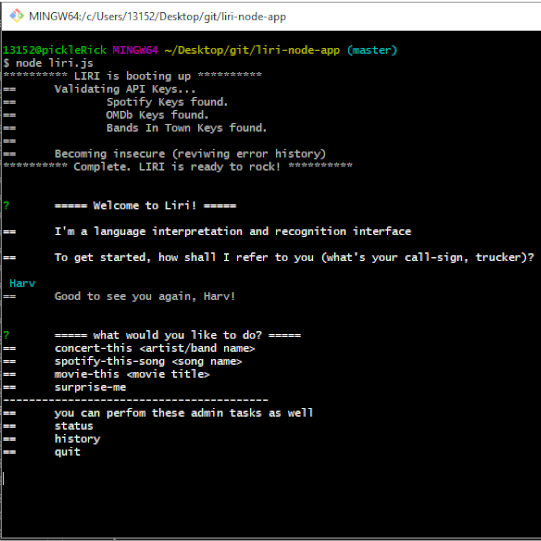 MINGW64:/c/Users/13152/Desktop/git/liri-node-app
13152@pickleRick MINGW64 ~/Desktop/git/liri-node-app (master)
$ node liri.js
********** LIRI is booting up **********
== Validating API Keys...
== Spotify Keys found.
== OMDb Keys found.
== Bands In Town Keys found.
==
== Becoming insecure (reviwing error history)
********** Complete. LIRI is ready to rock! **********
? ===== Welcome to Liri! =====
== I'm a language interpretation and recognition interface
== To get started, how shall I refer to you (what's your call-sign, trucker)?
Harv
== Good to see you again, Harv!
? ===== what would you like to do? =====
== concert-this <artist/band name>
== spotify-this-song <song name>
== movie-this <movie title>
== surprise-me
-----------------------------------------
== you can perfom these admin tasks as well
== status
== history
== quit